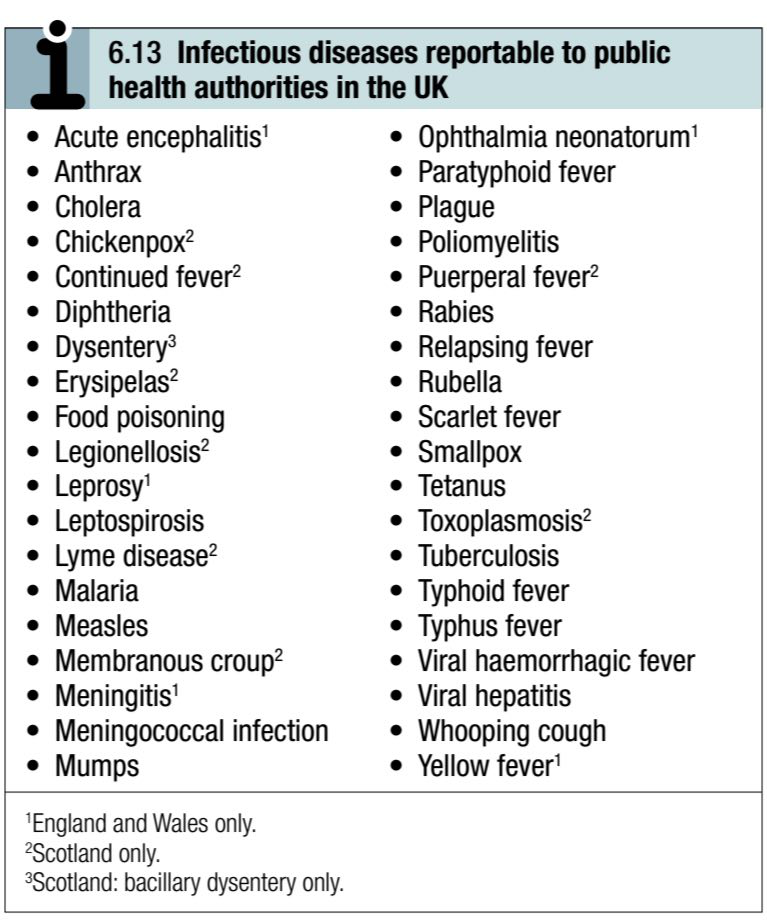 6.13 Infectious diseases reportable to public
health authorities in the UK
• Acute encephalitis¹
• Anthrax
• Cholera
• Chickenpox²
• Continued fever²
• Diphtheria
• Dysentery³
• Erysipelas²
• Food poisoning
• Legionellosis²
• Leprosy¹
• Leptospirosis
• Lyme disease²
• Malaria
• Measles
• Membranous croup²
• Meningitis¹
• Meningococcal infection
• Mumps
• Ophthalmia neonatorum¹
• Paratyphoid fever
• Plague
• Poliomyelitis
• Puerperal fever²
• Rabies
• Relapsing fever
• Rubella
• Scarlet fever
• Smallpox
• Tetanus
• Toxoplasmosis²
• Tuberculosis
• Typhoid fever
• Typhus fever
• Viral haemorrhagic fever
• Viral hepatitis
• Whooping cough
• Yellow fever¹
¹England and Wales only.
²Scotland only.
³Scotland: bacillary dysentery only.